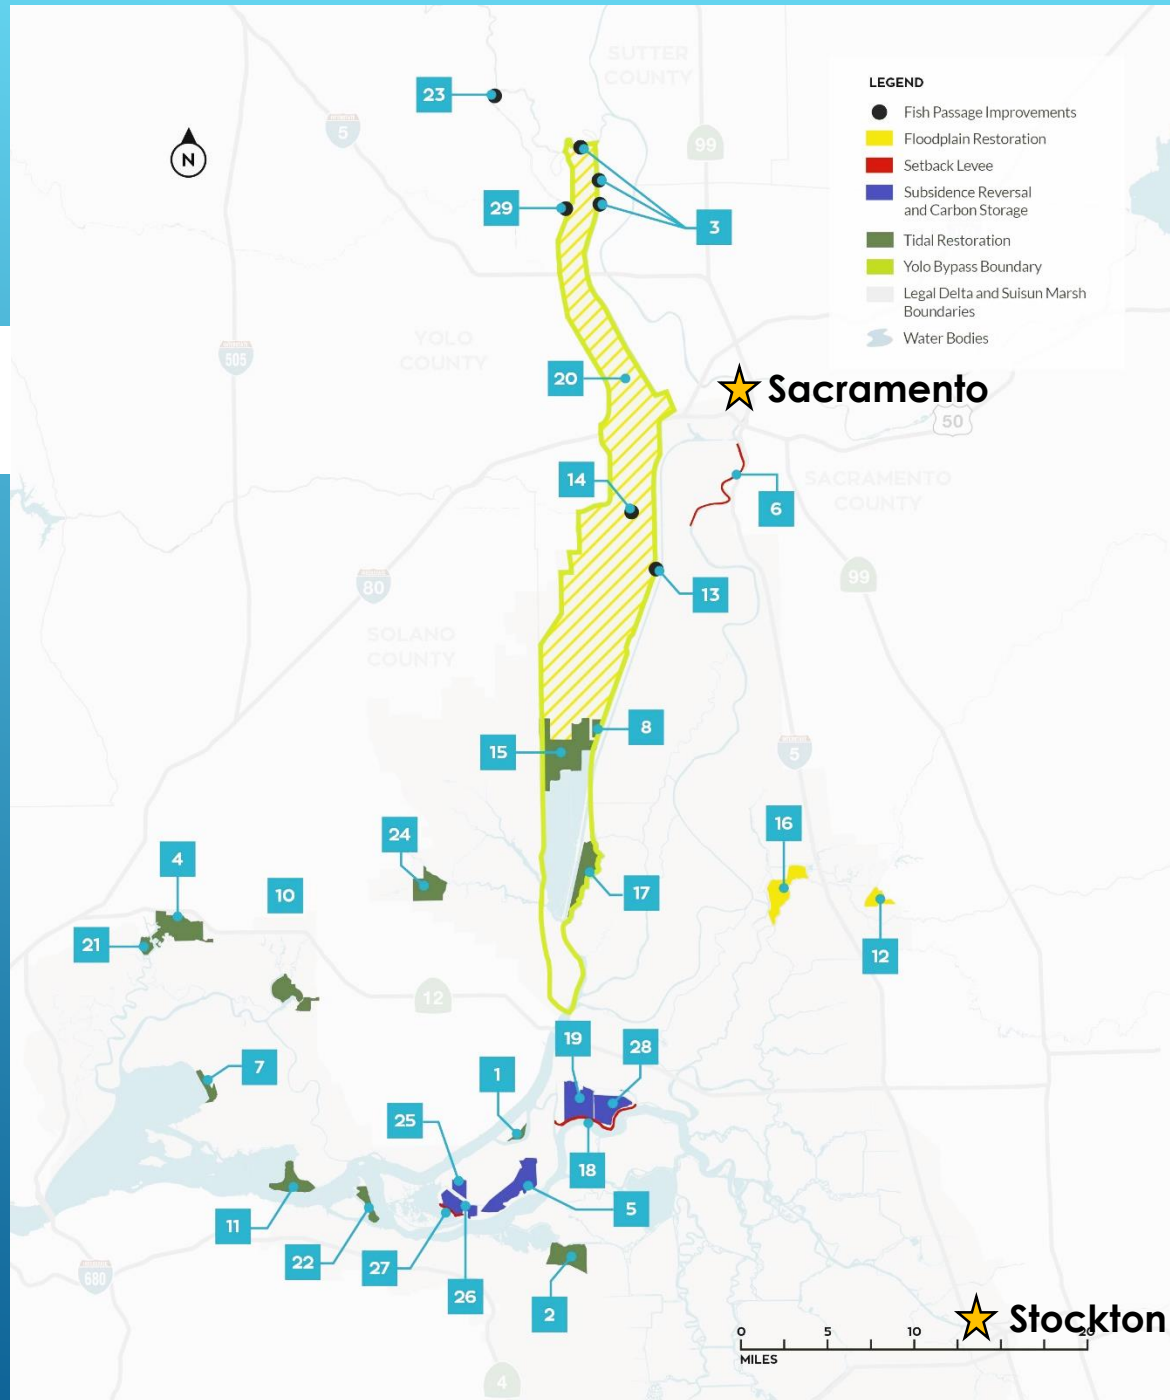 SUTTER
COUNTY
LEGEND
Fish Passage Improvements
Floodplain Restoration
Setback Levee
Subsidence Reversal
and Carbon Storage
Tidal Restoration
Yolo Bypass Boundary
Legal Delta and Suisun Marsh
Boundaries
Water Bodies
23
5
N
99
29
3
YOLO
COUNTY
505
20
Sacramento
50
14
SACRAMENTO
COUNTY
6
80
99
13
SOLANO
COUNTY
8
15
5
16
24
4
10
17
21
12
12
19
28
7
1
25
18
5
11
22
27
680
26
2
Stockton
0 5 10 20
MILES
4